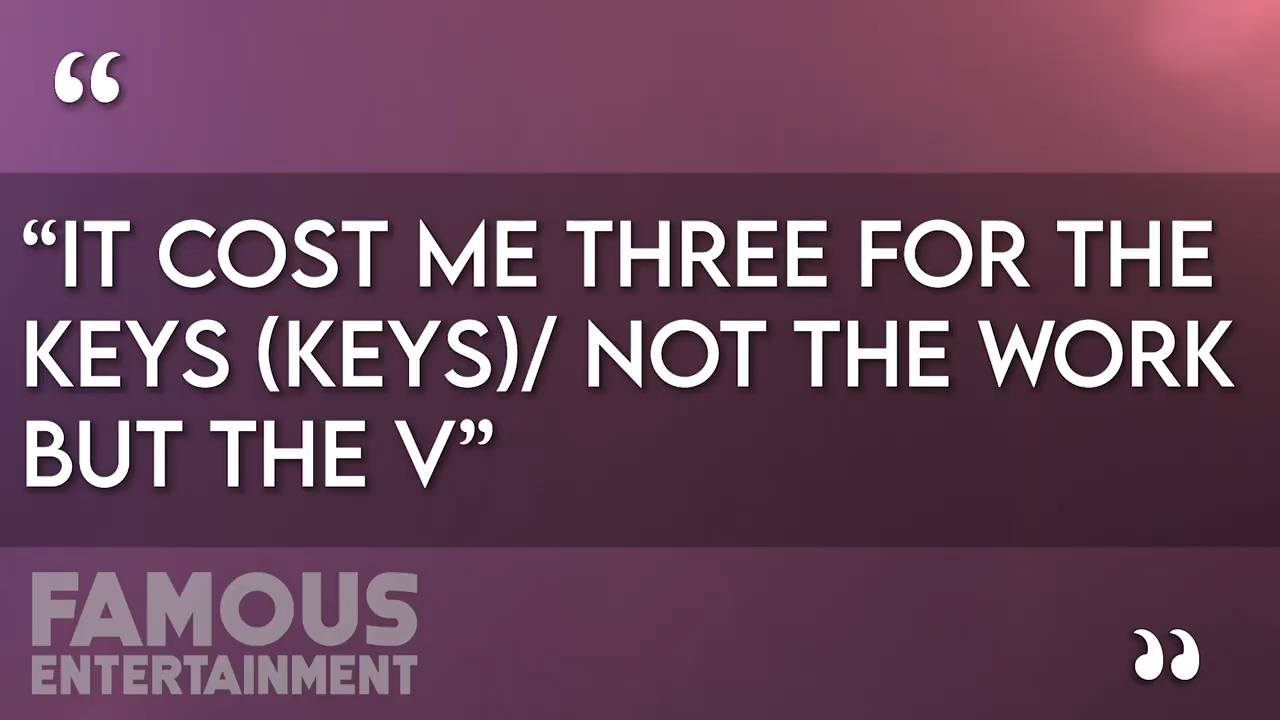 “
“IT COST ME THREE FOR THE
KEYS (KEYS)/ NOT THE WORK
BUT THE V”
FAMOUS
ENTERTAINMENT
”